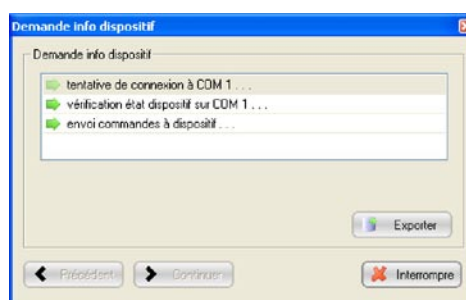 Demande info dispositif
Demande info dispositif
tentative de connexion à COM 1 . . .
vérification état dispositif sur COM 1 . . .
envoi commandes à dispositif . . .
Exporter
Précédent
Continuer
Interrompre